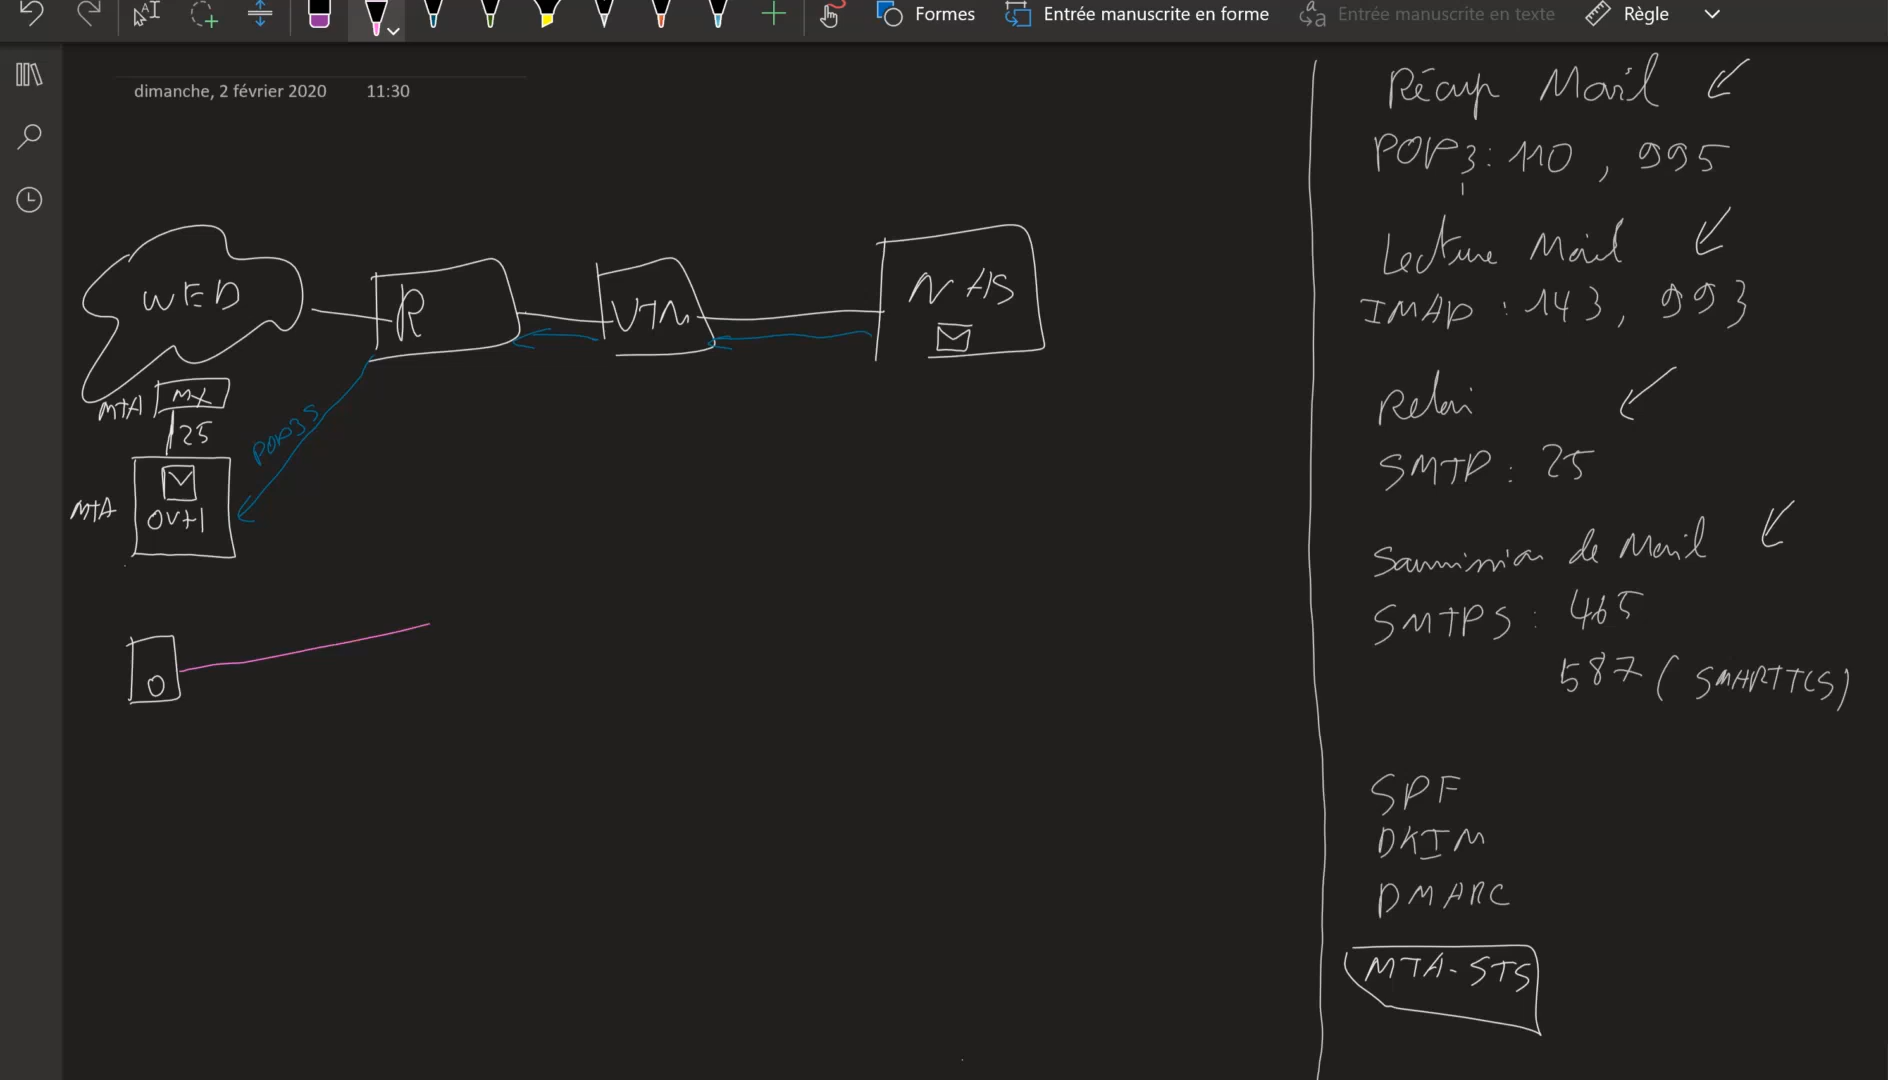 Formes
Entrée manuscrite en forme
Entrée manuscrite en texte
Règle
dimanche, 2 février 2020 11:30
WEB
R
UTM
NAS
MTA
MX
25
POP3S
MTA
OVH
Récup Mail
POP3: 110, 995
Lecture Mail
IMAP : 143, 993
Relai
SMTP : 25
Soumission de Mail
SMTPS : 465
587 ( SMARTTLS)
SPF
DKIM
DMARC
MTA-STS